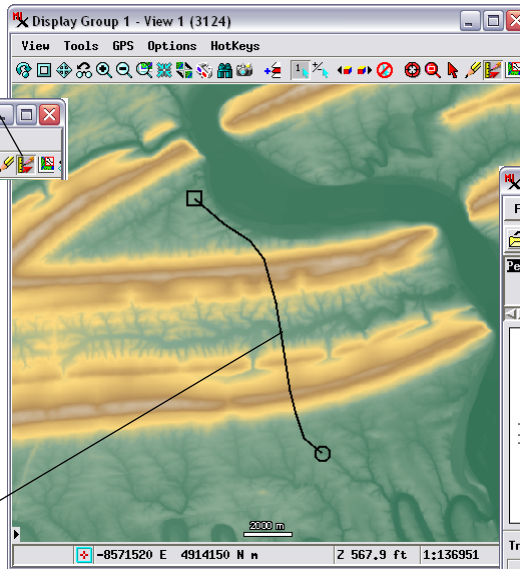 Display Group 1 - View 1 (3124)
View Tools GPS Options HotKeys
2000 m
-8571520 E 4914150 N m Z 567.9 ft 1:136951